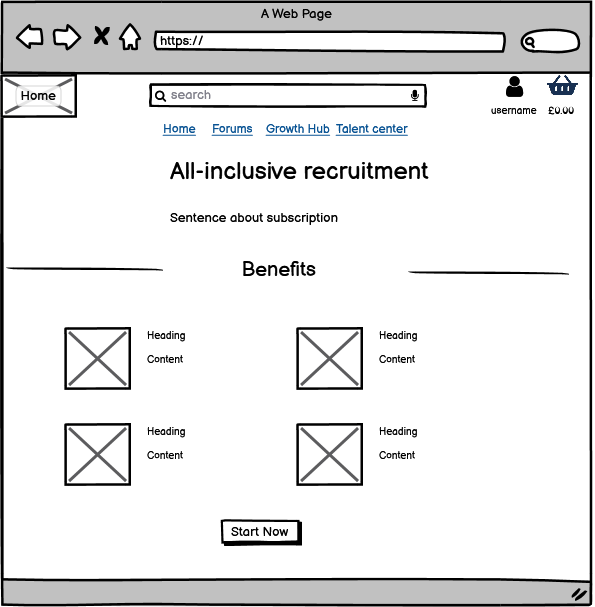 A Web Page
https://
Home
search
username £0.00
Home Forums Growth Hub Talent center
All-inclusive recruitment
Sentence about subscription
Benefits
Heading Heading
Content Content
Heading Heading
Content Content
Start Now